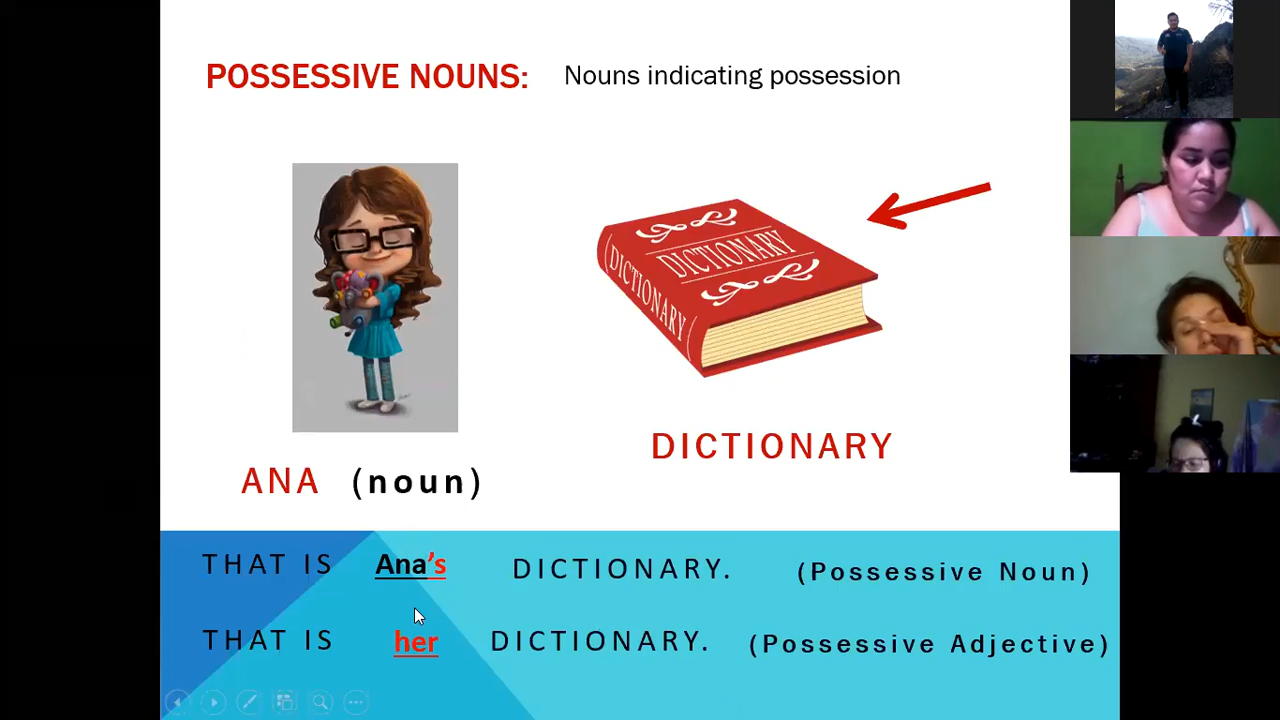 POSSESSIVE NOUNS: Nouns indicating possession
DICTIONARY
DICTIONARY
DICTIONARY
ANA (noun)
THAT IS Ana's DICTIONARY. (Possessive Noun)
THAT IS her DICTIONARY. (Possessive Adjective)